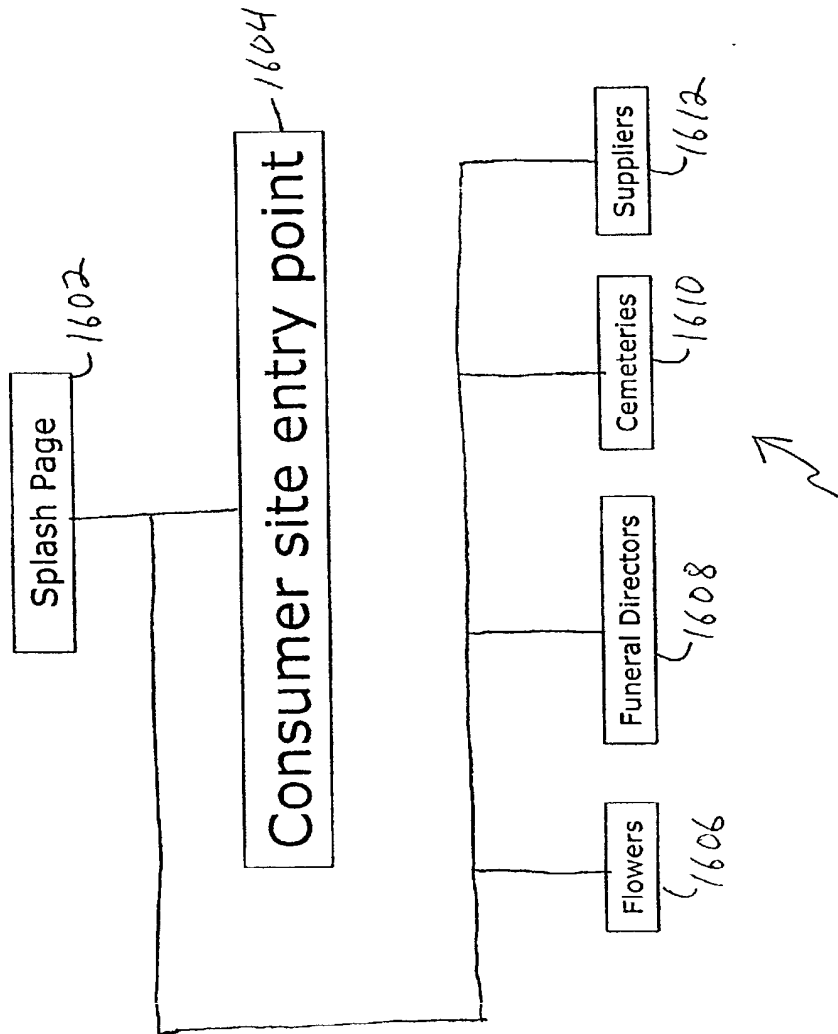 Splash Page
1602
Consumer site entry point
1604
Flowers
1606
Funeral Directors
1608
Cemeteries
1610
Suppliers
1612